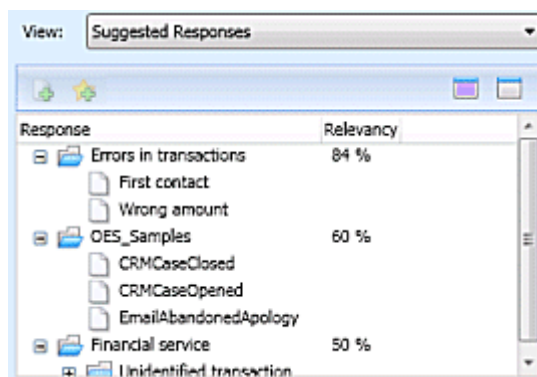 View: Suggested Responses
Response Relevancy
Errors in transactions 84 %
First contact
Wrong amount
OES_Samples 60 %
CRMCaseClosed
CRMCaseOpened
EmailAbandonedApology
Financial service 50 %
Unidentified transaction